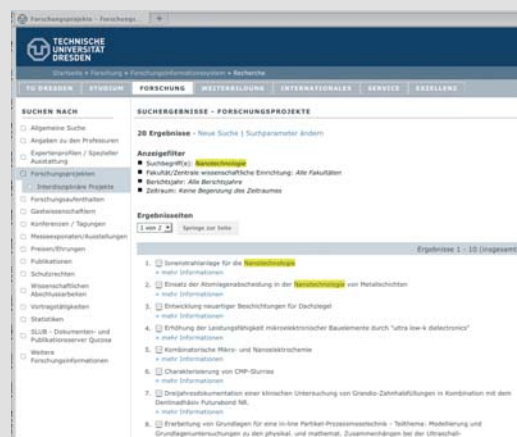 Forschungsprojekte - Forschungs...
TECHNISCHE
UNIVERSITÄT
DRESDEN
Startseite » Forschung » Forschungsinformationssystem » Recherche
TU DRESDEN
STUDIUM
FORSCHUNG
WEITERBILDUNG
INTERNATIONALES
SERVICE
EXZELLENZ
SUCHEN NACH
Allgemeine Suche
Angaben zu den Professuren
Expertenprofilen / Spezieller
Ausstattung
Forschungsprojekten
Interdisziplinäre Projekte
Forschungsaufenthalten
Gastwissenschaftlern
Konferenzen / Tagungen
Messeexponaten/Ausstellungen
Preisen/Ehrungen
Publikationen
Schutzrechten
Wissenschaftlichen
Abschlussarbeiten
Vortragstätigkeiten
Statistiken
SLUB - Dokumenten- und
Publikationsserver Qucosa
Weitere
Forschungsinformationen
SUCHERGEBNISSE - FORSCHUNGSPROJEKTE
20 Ergebnisse - Neue Suche | Suchparameter ändern
Anzeigefilter
Suchbegriff(e): Nanotechnologie
Fakultät/Zentrale wissenschaftliche Einrichtung: Alle Fakultäten
Berichtsjahr: Alle Berichtsjahre
Zeitraum: Keine Begrenzung des Zeitraumes
Ergebnisseiten
1 von 2
Springe zur Seite
Ergebnisse 1 - 10 (insgesamt
1. Ionenstrahlanlage für die Nanotechnologie
» mehr Informationen
2. Einsatz der Atomlagenabscheidung in der Nanotechnologie von Metallschichten
» mehr Informationen
3. Entwicklung neuartiger Beschichtungen für Dachziegel
» mehr Informationen
4. Erhöhung der Leistungsfähigkeit mikroelektronischer Bauelemente durch "ultra low-k dielectronics"
» mehr Informationen
5. Kombinatorische Mikro- und Nanoelektrochemie
» mehr Informationen
6. Charakterisierung von CMP-Slurries
» mehr Informationen
7. Dreijahresdokumentation einer klinischen Untersuchung von Grandio-Zahnhalsfüllungen in Kombination mit dem
Dentinadhäsiv Futurabond NR.
» mehr Informationen
8. Erarbeitung von Grundlagen für eine in-line Partikel-Prozessmesstechnik - Teilthema: Modellierung und
Grundlagenuntersuchungen zu den physikal. und mathemat. Zusammenhängen bei der Ultraschall-